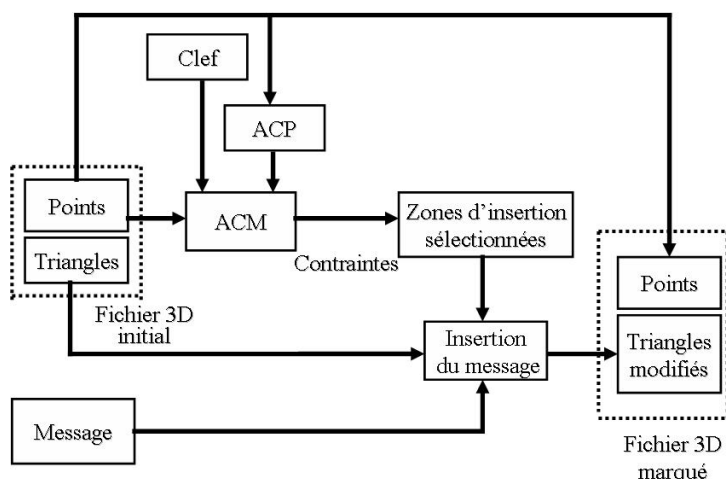 Clef
ACP
Points
ACM
Zones d'insertion
sélectionnées
Triangles
Contraintes
Points
Fichier 3D
initial
Insertion
du message
Triangles
modifiés
Message
Fichier 3D
marqué